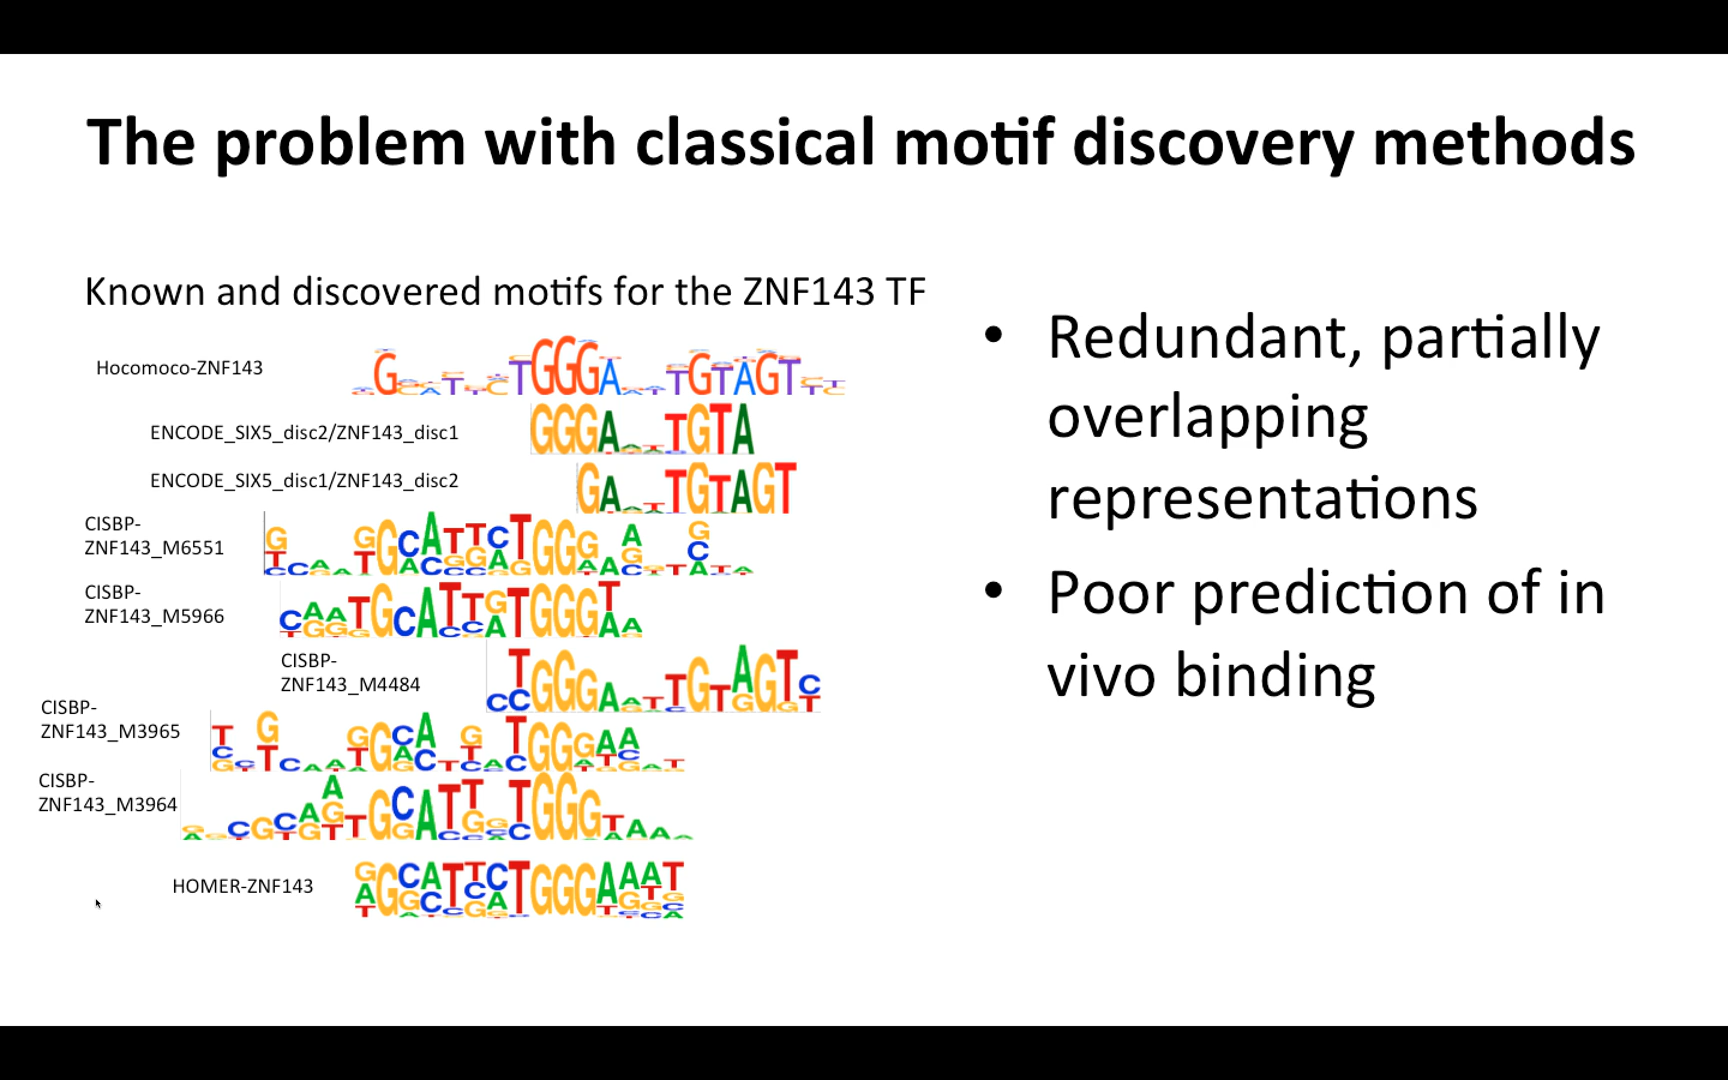 The problem with classical motif discovery methods
Known and discovered motifs for the ZNF143 TF
Hocomoco-ZNF143
ENCODE_SIX5_disc2/ZNF143_disc1
ENCODE_SIX5_disc1/ZNF143_disc2
CISBP-
ZNF143_M6551
CISBP-
ZNF143_M5966
CISBP-
ZNF143_M4484
CISBP-
ZNF143_M3965
CISBP-
ZNF143_M3964
HOMER-ZNF143
• Redundant, partially
overlapping
representations
• Poor prediction of in
vivo binding